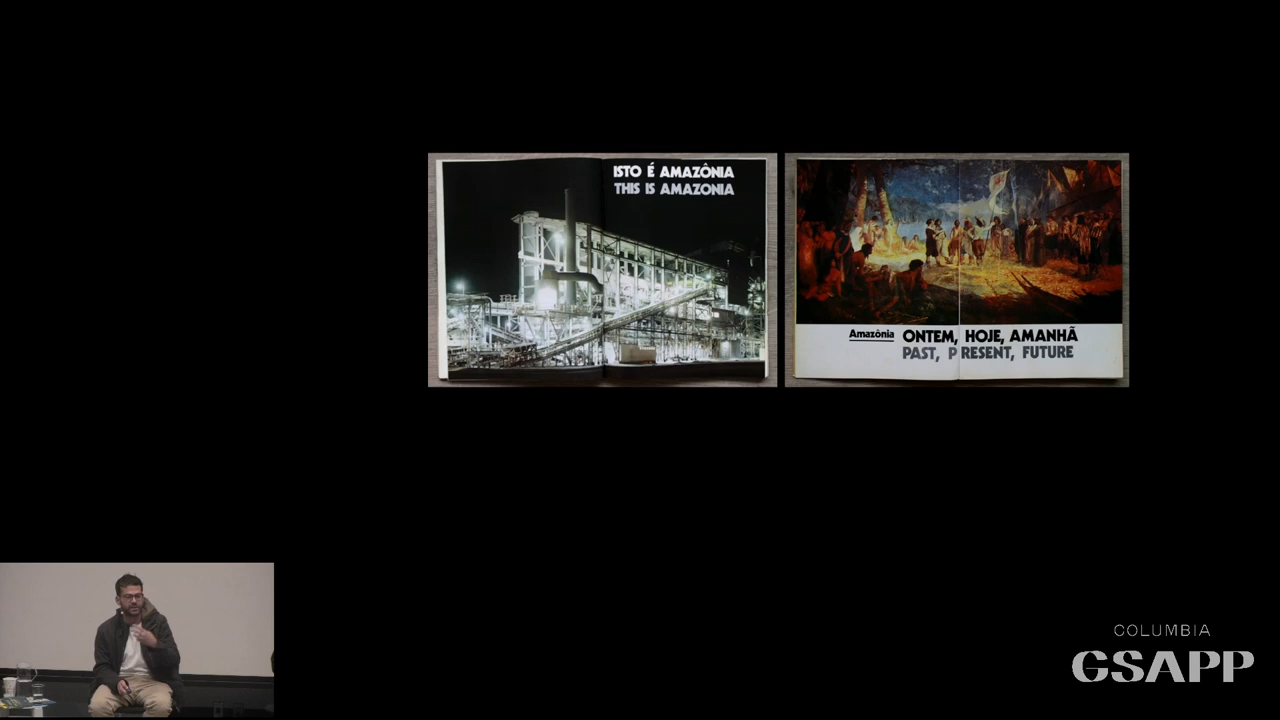 ISTO É AMAZÔNIA
THIS IS AMAZONIA
Amazônia ONTEM, HOJE, AMANHÃ
PAST, PRESENT, FUTURE
COLUMBIA
GSAPP